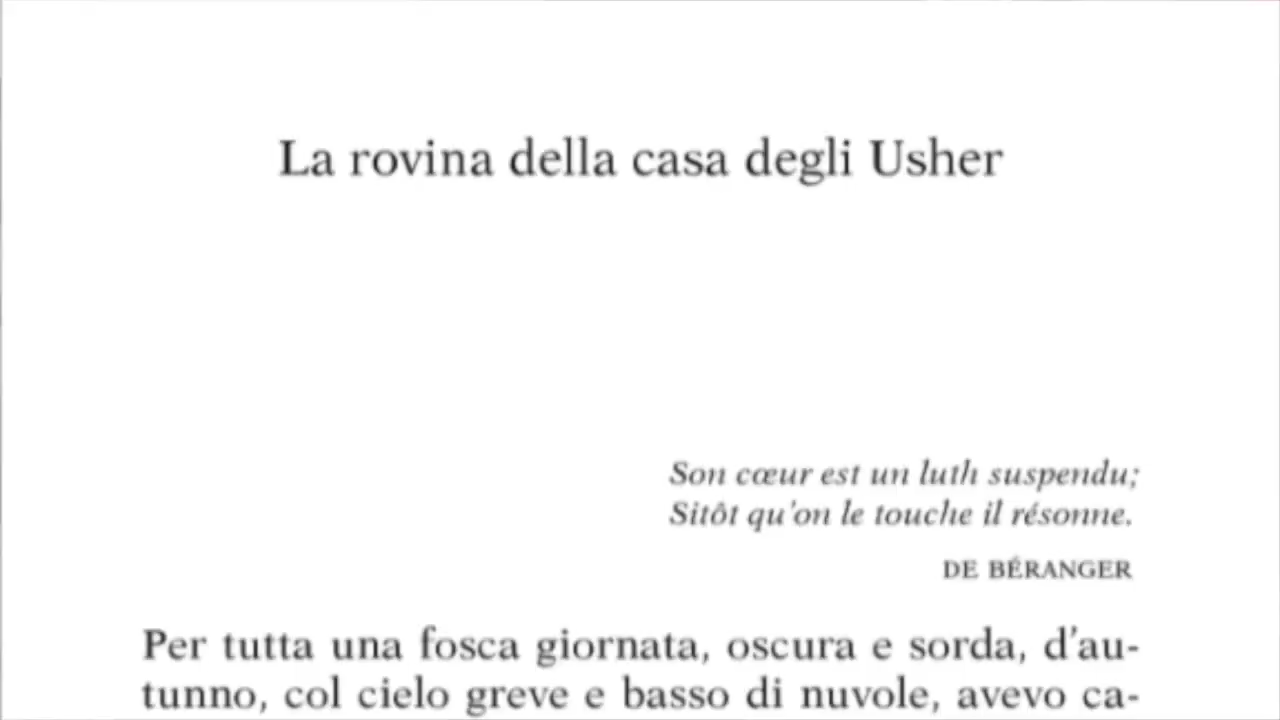 La rovina della casa degli Usher
Son cœur est un luth suspendu;
Sitôt qu'on le touche il résonne.
DE BÉRANGER
Per tutta una fosca giornata, oscura e sorda, d'au-
tunno, col cielo greve e basso di nuvole, avevo ca-